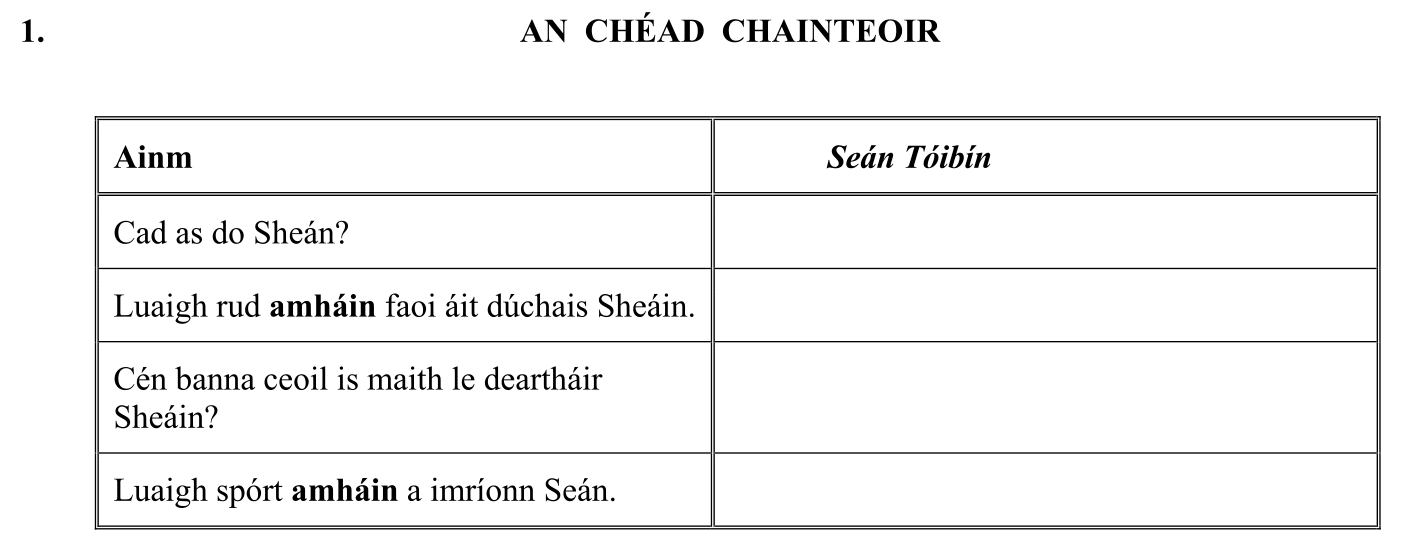 1. AN CHÉAD CHAINTEOIR
Ainm Seán Tóibín
Cad as do Sheán?
Luaigh rud amháin faoi áit dúchais Sheáin.
Cén banna ceoil is maith le deartháir
Sheáin?
Luaigh spórt amháin a imríonn Seán.